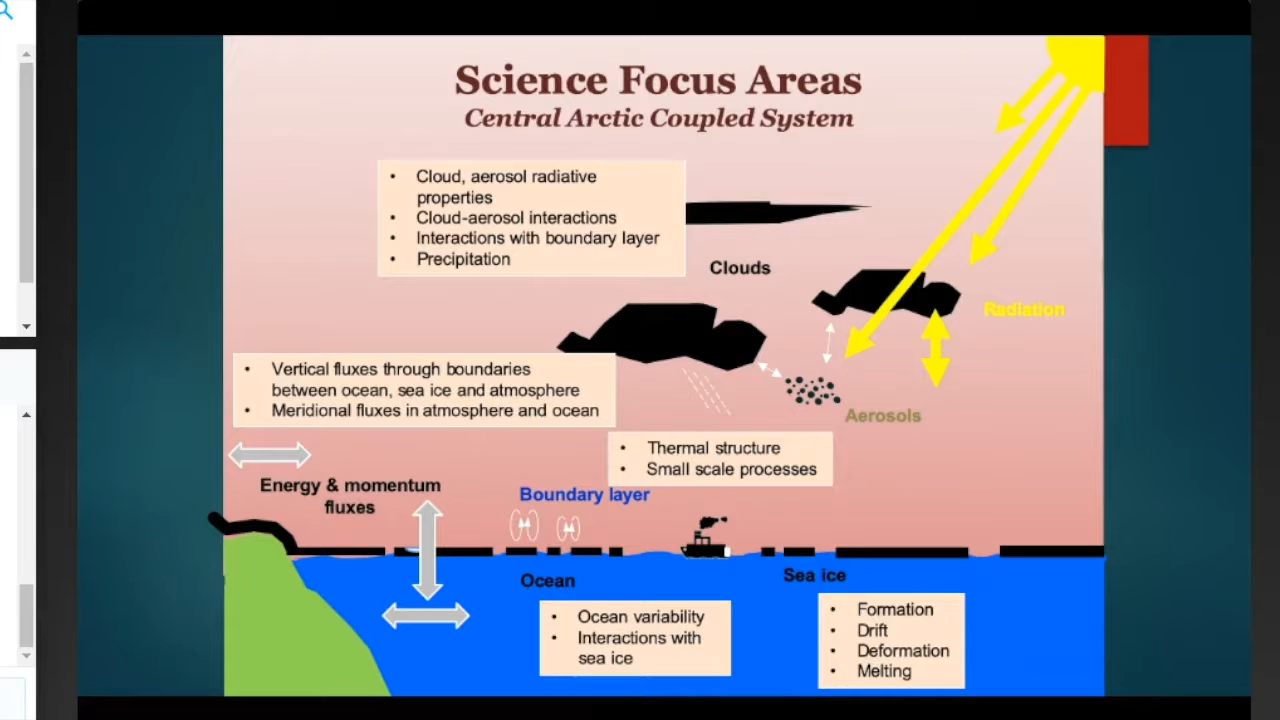 Science Focus Areas
Central Arctic Coupled System
• Cloud, aerosol radiative
properties
• Cloud-aerosol interactions
• Interactions with boundary layer
• Precipitation
Clouds
Radiation
• Vertical fluxes through boundaries
between ocean, sea ice and atmosphere
• Meridional fluxes in atmosphere and ocean
Aerosols
• Thermal structure
• Small scale processes
Energy & momentum
fluxes
Boundary layer
Ocean
Sea ice
• Ocean variability
• Interactions with
sea ice
• Formation
• Drift
• Deformation
• Melting